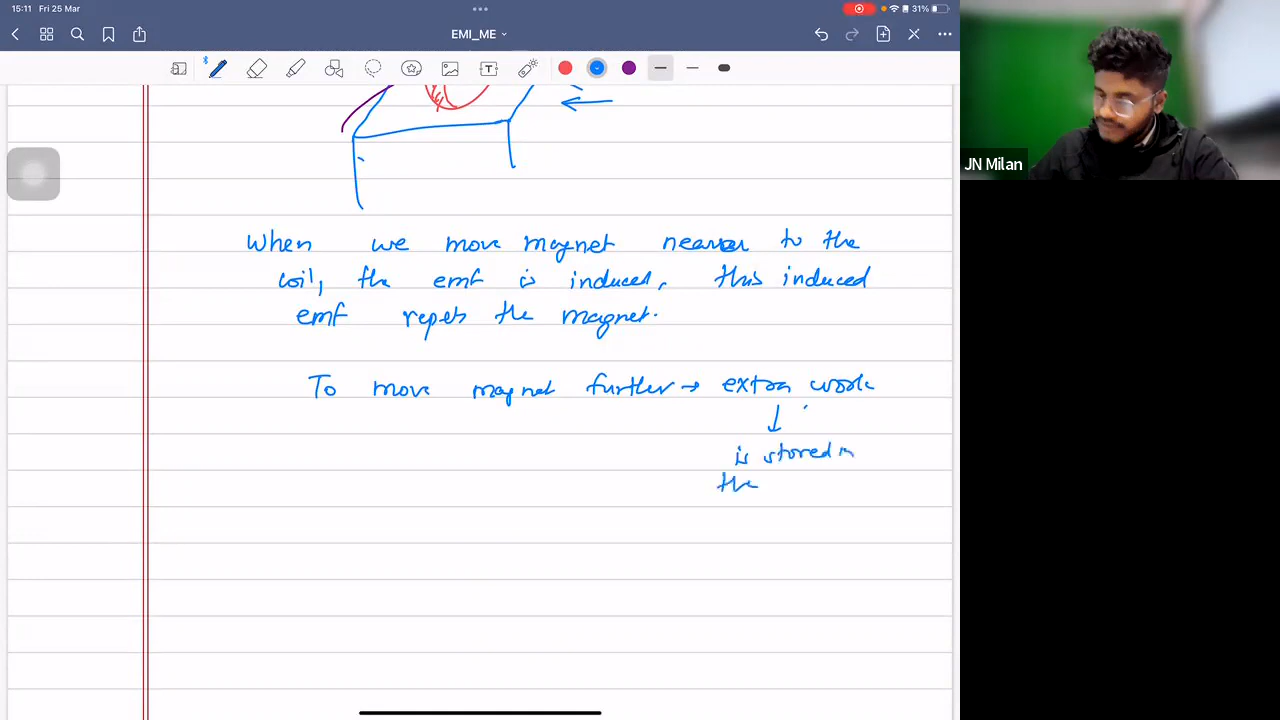 15:11 Fri 25 Mar
31%
EMI_ME
JN Milan
When we move magnet nearer to the
coil, the emf is induced, this induced
emf repels the magnet.
To move magnet further → extra work
↓
is stored in
the